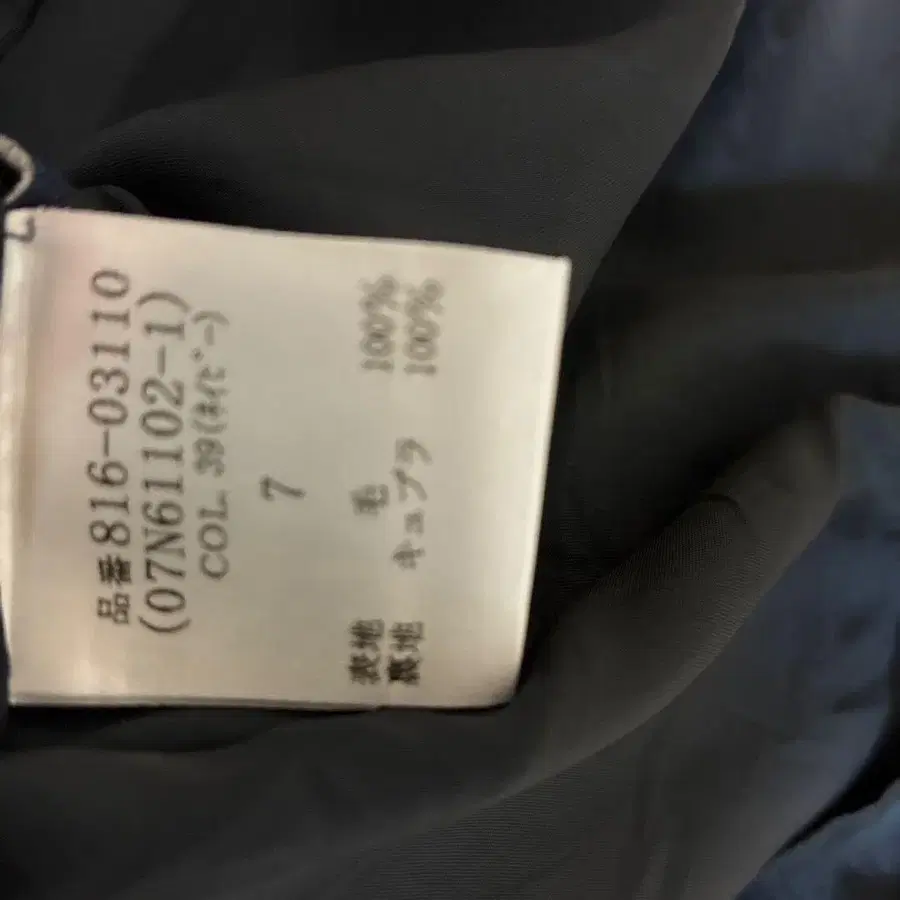 品番816-03110
(07N61102-1)
COL 39(ﾈｲﾋﾞｰ)
7
表地 毛 100%
裏地 キュプラ 100%